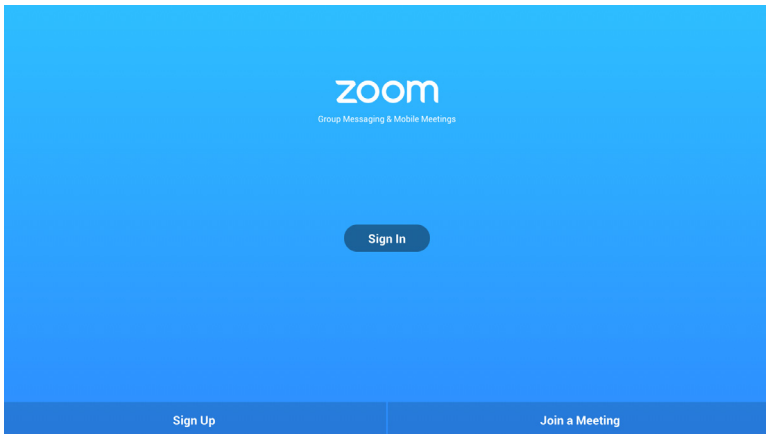 zoom
Group Messaging & Mobile Meetings
Sign In
Sign Up
Join a Meeting